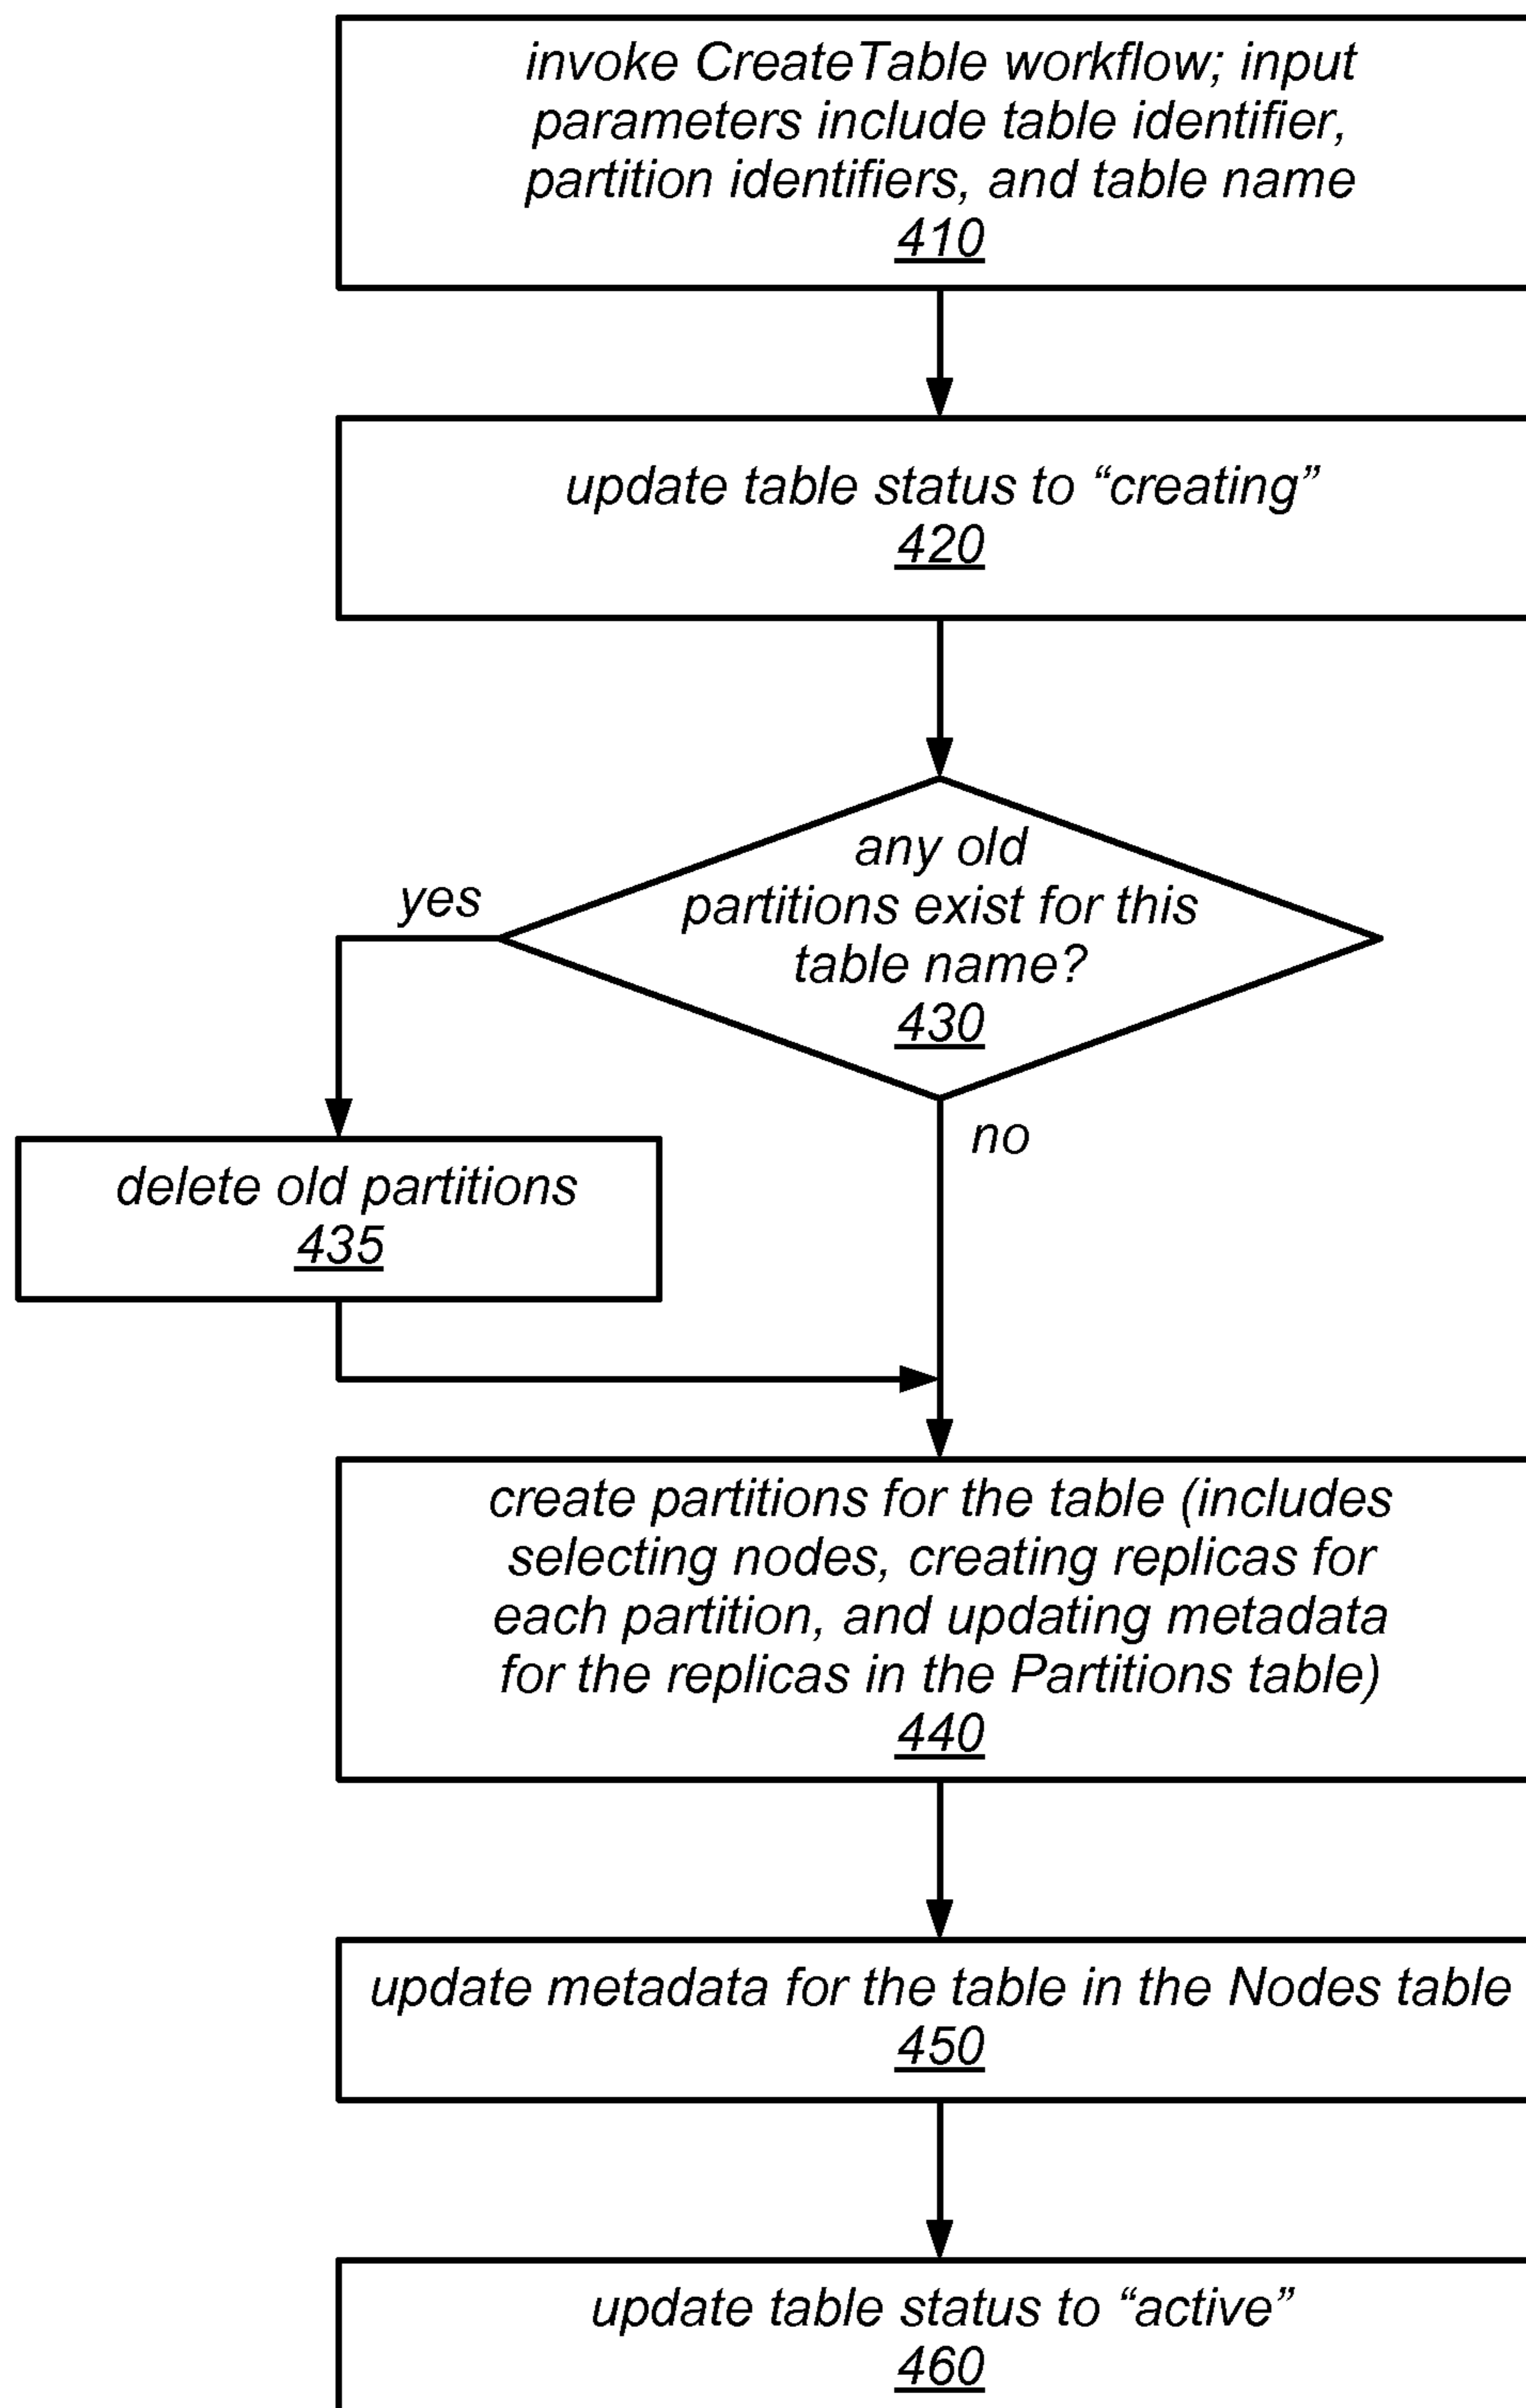 invoke CreateTable workflow; input
parameters include table identifier,
partition identifiers, and table name
410
update table status to “creating”
420
any old
partitions exist for this
table name?
430
yes
no
delete old partitions
435
create partitions for the table (includes
selecting nodes, creating replicas for
each partition, and updating metadata
for the replicas in the Partitions table)
440
update metadata for the table in the Nodes table
450
update table status to “active”
460